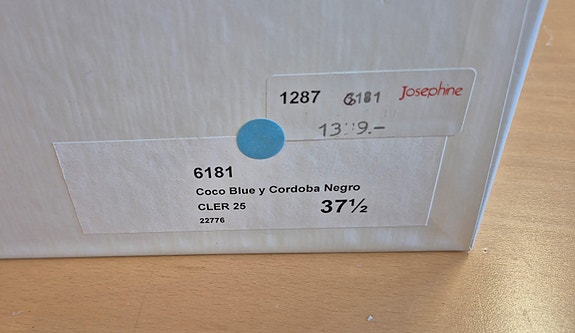 1287 6181 Josephine
6181
Coco Blue y Cordoba Negro
CLER 25 37½
22776